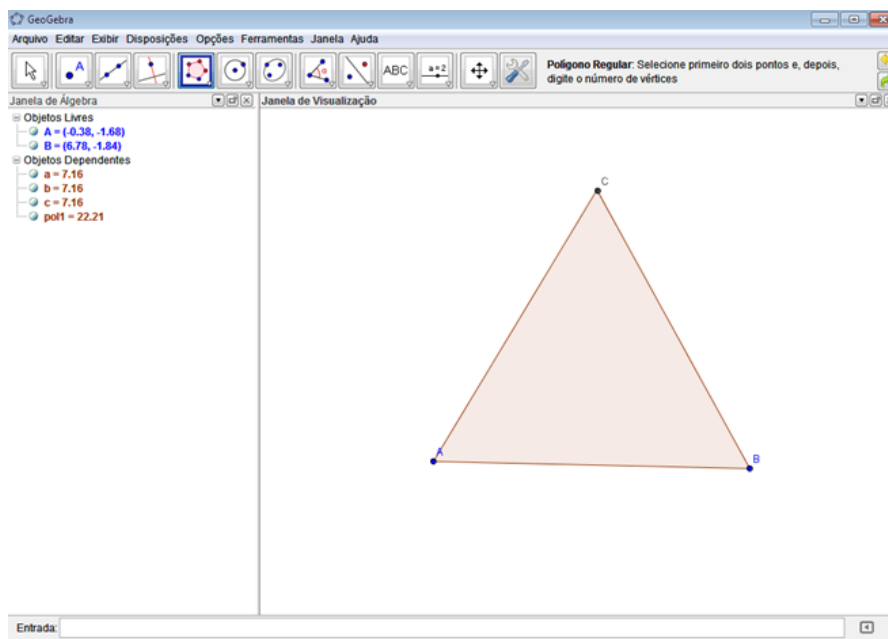 GeoGebra
Arquivo Editar Exibir Disposições Opções Ferramentas Janela Ajuda
A
ABC
a=2
Polígono Regular: Selecione primeiro dois pontos e, depois,
digite o número de vértices
Janela de Álgebra
Janela de Visualização
Objetos Livres
A = (-0.38, -1.68)
B = (6.78, -1.84)
Objetos Dependentes
a = 7.16
b = 7.16
c = 7.16
pol1 = 22.21
C
A
B
Entrada: